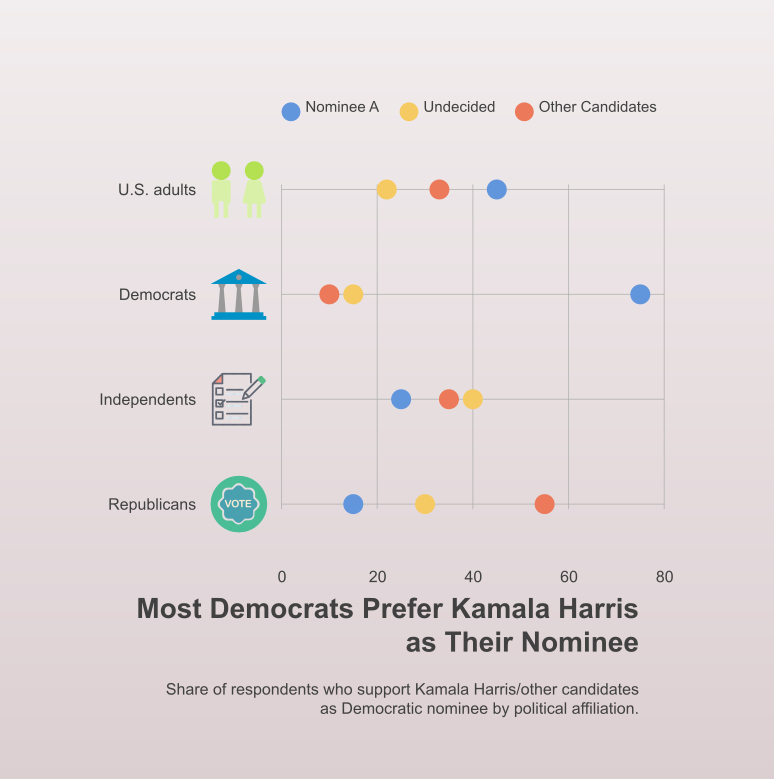 Nominee A Undecided Other Candidates
U.S. adults
Democrats
Independents
Republicans VOTE
0 20 40 60 80
Most Democrats Prefer Kamala Harris
as Their Nominee
Share of respondents who support Kamala Harris/other candidates
as Democratic nominee by political affiliation.